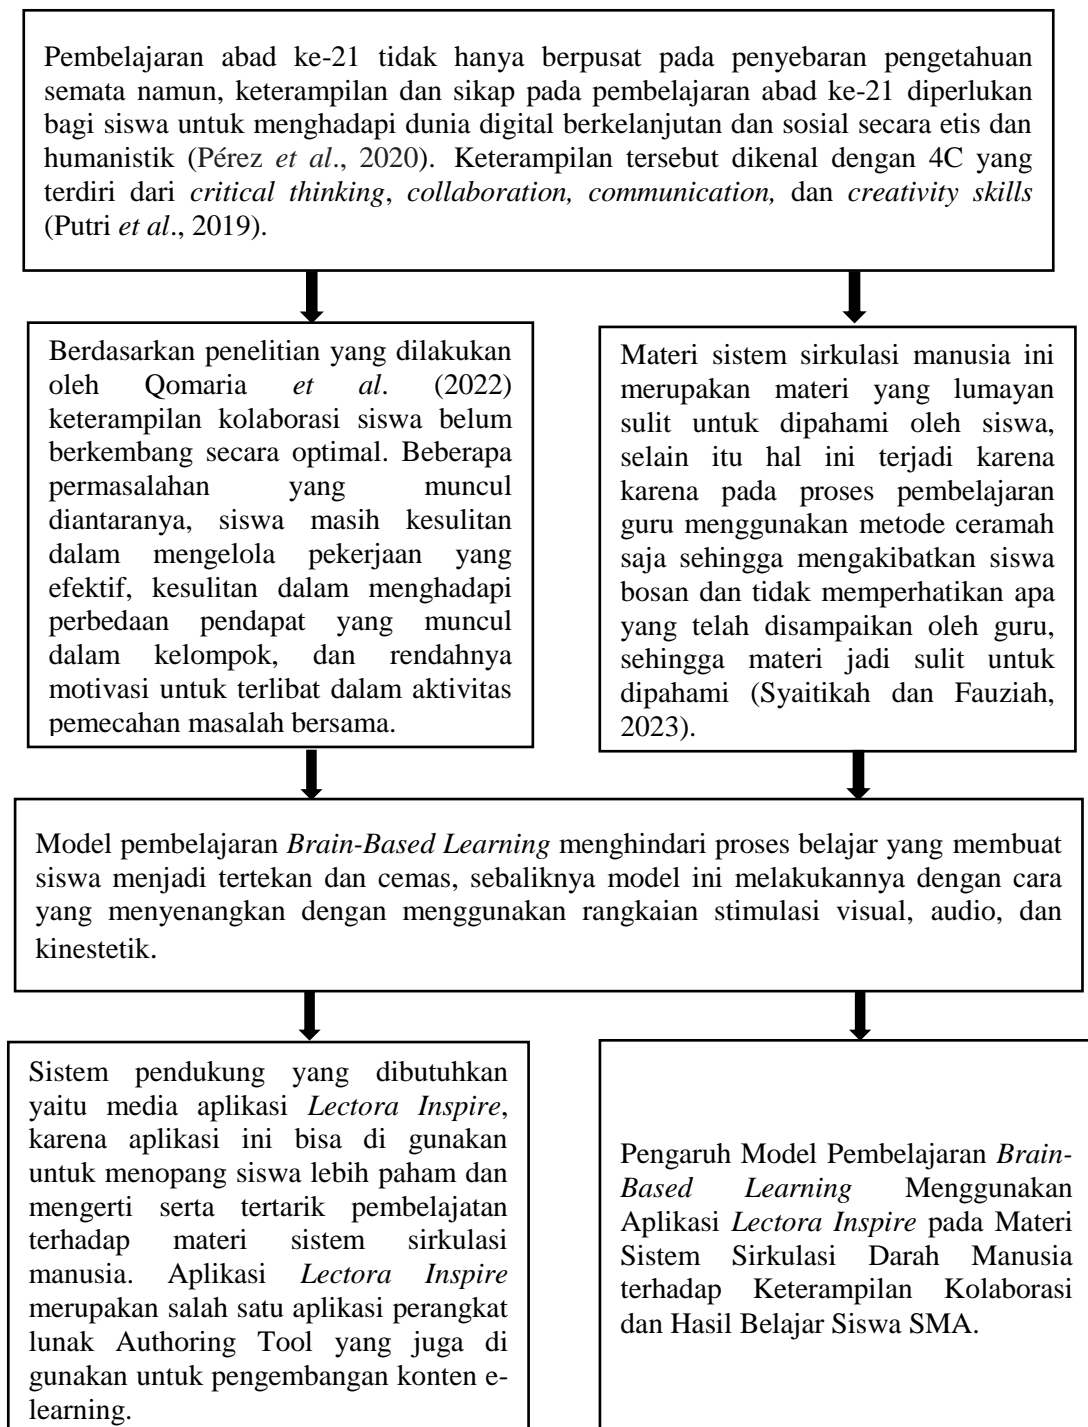 Pembelajaran abad ke-21 tidak hanya berpusat pada penyebaran pengetahuan
semata namun, keterampilan dan sikap pada pembelajaran abad ke-21 diperlukan
bagi siswa untuk menghadapi dunia digital berkelanjutan dan sosial secara etis dan
humanistik (Pérez et al., 2020). Keterampilan tersebut dikenal dengan 4C yang
terdiri dari critical thinking, collaboration, communication, dan creativity skills
(Putri et al., 2019).
Berdasarkan penelitian yang dilakukan
oleh Qomaria et al. (2022)
keterampilan kolaborasi siswa belum
berkembang secara optimal. Beberapa
permasalahan yang muncul
diantaranya, siswa masih kesulitan
dalam mengelola pekerjaan yang
efektif, kesulitan dalam menghadapi
perbedaan pendapat yang muncul
dalam kelompok, dan rendahnya
motivasi untuk terlibat dalam aktivitas
pemecahan masalah bersama.
Materi sistem sirkulasi manusia ini
merupakan materi yang lumayan
sulit untuk dipahami oleh siswa,
selain itu hal ini terjadi karena
karena pada proses pembelajaran
guru menggunakan metode ceramah
saja sehingga mengakibatkan siswa
bosan dan tidak memperhatikan apa
yang telah disampaikan oleh guru,
sehingga materi jadi sulit untuk
dipahami (Syaitikah dan Fauziah,
2023).
Model pembelajaran Brain-Based Learning menghindari proses belajar yang membuat
siswa menjadi tertekan dan cemas, sebaliknya model ini melakukannya dengan cara
yang menyenangkan dengan menggunakan rangkaian stimulasi visual, audio, dan
kinestetik.
Sistem pendukung yang dibutuhkan
yaitu media aplikasi Lectora Inspire,
karena aplikasi ini bisa di gunakan
untuk menopang siswa lebih paham dan
mengerti serta tertarik pembelajatan
terhadap materi sistem sirkulasi
manusia. Aplikasi Lectora Inspire
merupakan salah satu aplikasi perangkat
lunak Authoring Tool yang juga di
gunakan untuk pengembangan konten e-
learning.
Pengaruh Model Pembelajaran Brain-
Based Learning Menggunakan
Aplikasi Lectora Inspire pada Materi
Sistem Sirkulasi Darah Manusia
terhadap Keterampilan Kolaborasi
dan Hasil Belajar Siswa SMA.